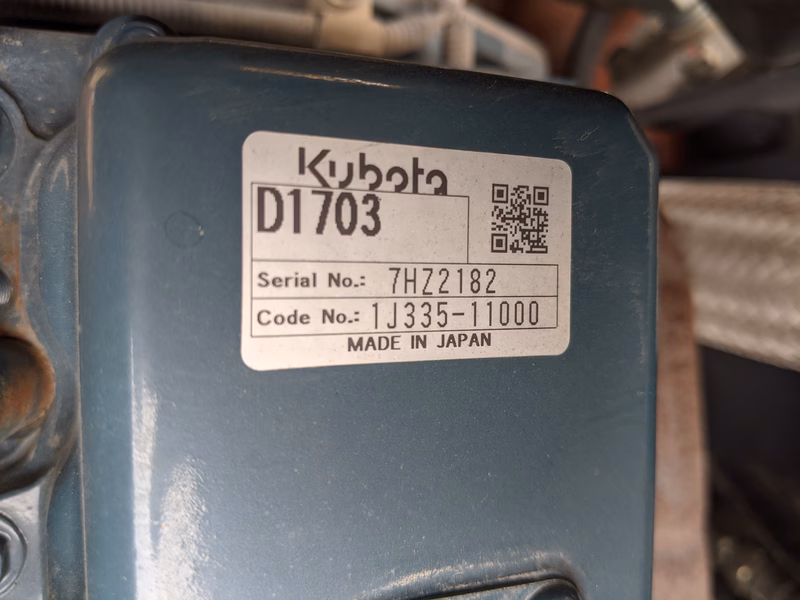 Kubota
D1703
Serial No.: 7HZ2182
Code No.: 1J335-11000
MADE IN JAPAN